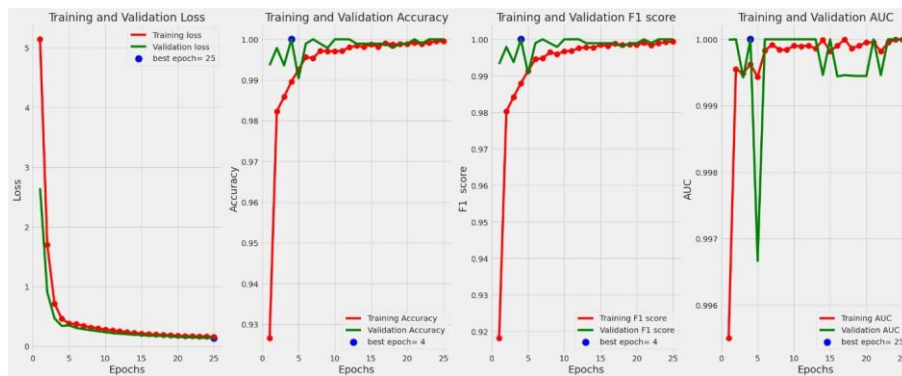 Training and Validation Loss
5
4
3
2
1
0
Loss
0 5 10 15 20 25
Epochs
Training loss
Validation loss
best epoch= 25
Training and Validation Accuracy
1.00
0.99
0.98
0.97
0.96
0.95
0.94
0.93
Accuracy
0 5 10 15 20 25
Epochs
Training Accuracy
Validation Accuracy
best epoch= 4
Training and Validation F1 score
1.00
0.99
0.98
0.97
0.96
0.95
0.94
0.93
0.92
F1 score
0 5 10 15 20 25
Epochs
Training F1 score
Validation F1 score
best epoch= 4
Training and Validation AUC
1.000
0.999
0.998
0.997
0.996
AUC
0 5 10 15 20 25
Epochs
Training AUC
Validation AUC
best epoch= 25